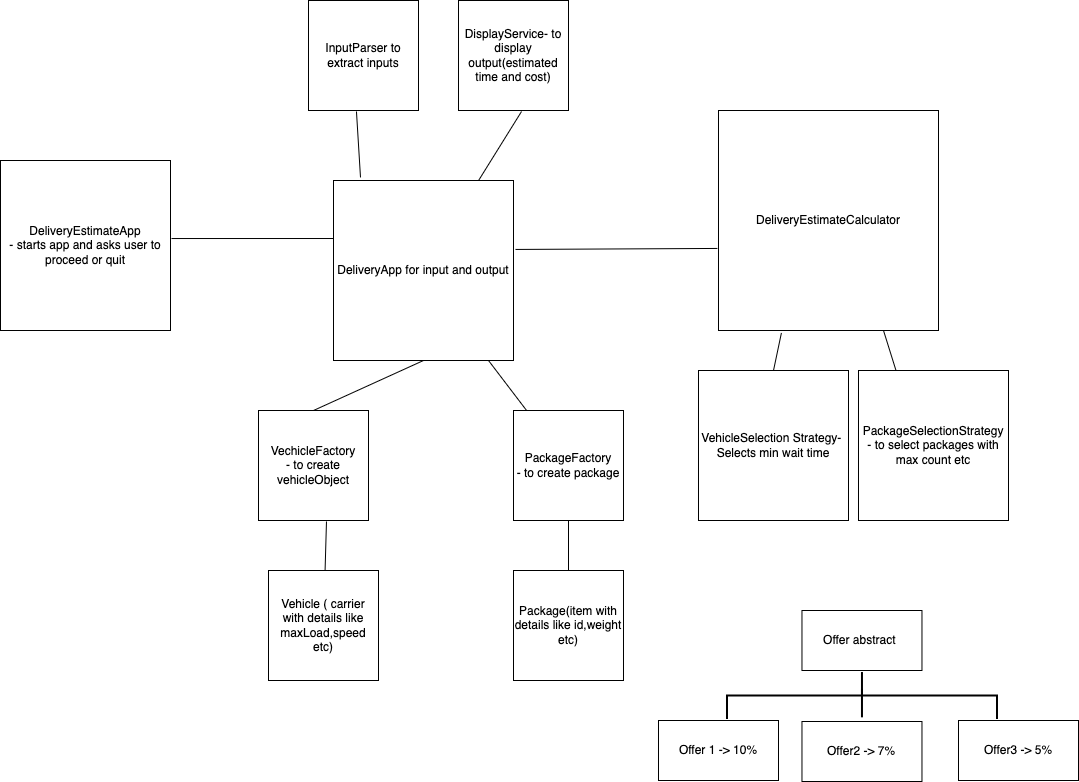 InputParser to
extract inputs
DisplayService- to
display
output(estimated
time and cost)
DeliveryEstimateApp
- starts app and asks user to
proceed or quit
DeliveryApp for input and output
DeliveryEstimateCalculator
VechicleFactory
- to create
vehicleObject
PackageFactory
- to create package
VehicleSelection Strategy-
Selects min wait time
PackageSelectionStrategy
- to select packages with
max count etc
Vehicle ( carrier
with details like
maxLoad,speed
etc)
Package(item with
details like id,weight
etc)
Offer abstract
Offer 1 -> 10%
Offer2 -> 7%
Offer3 -> 5%